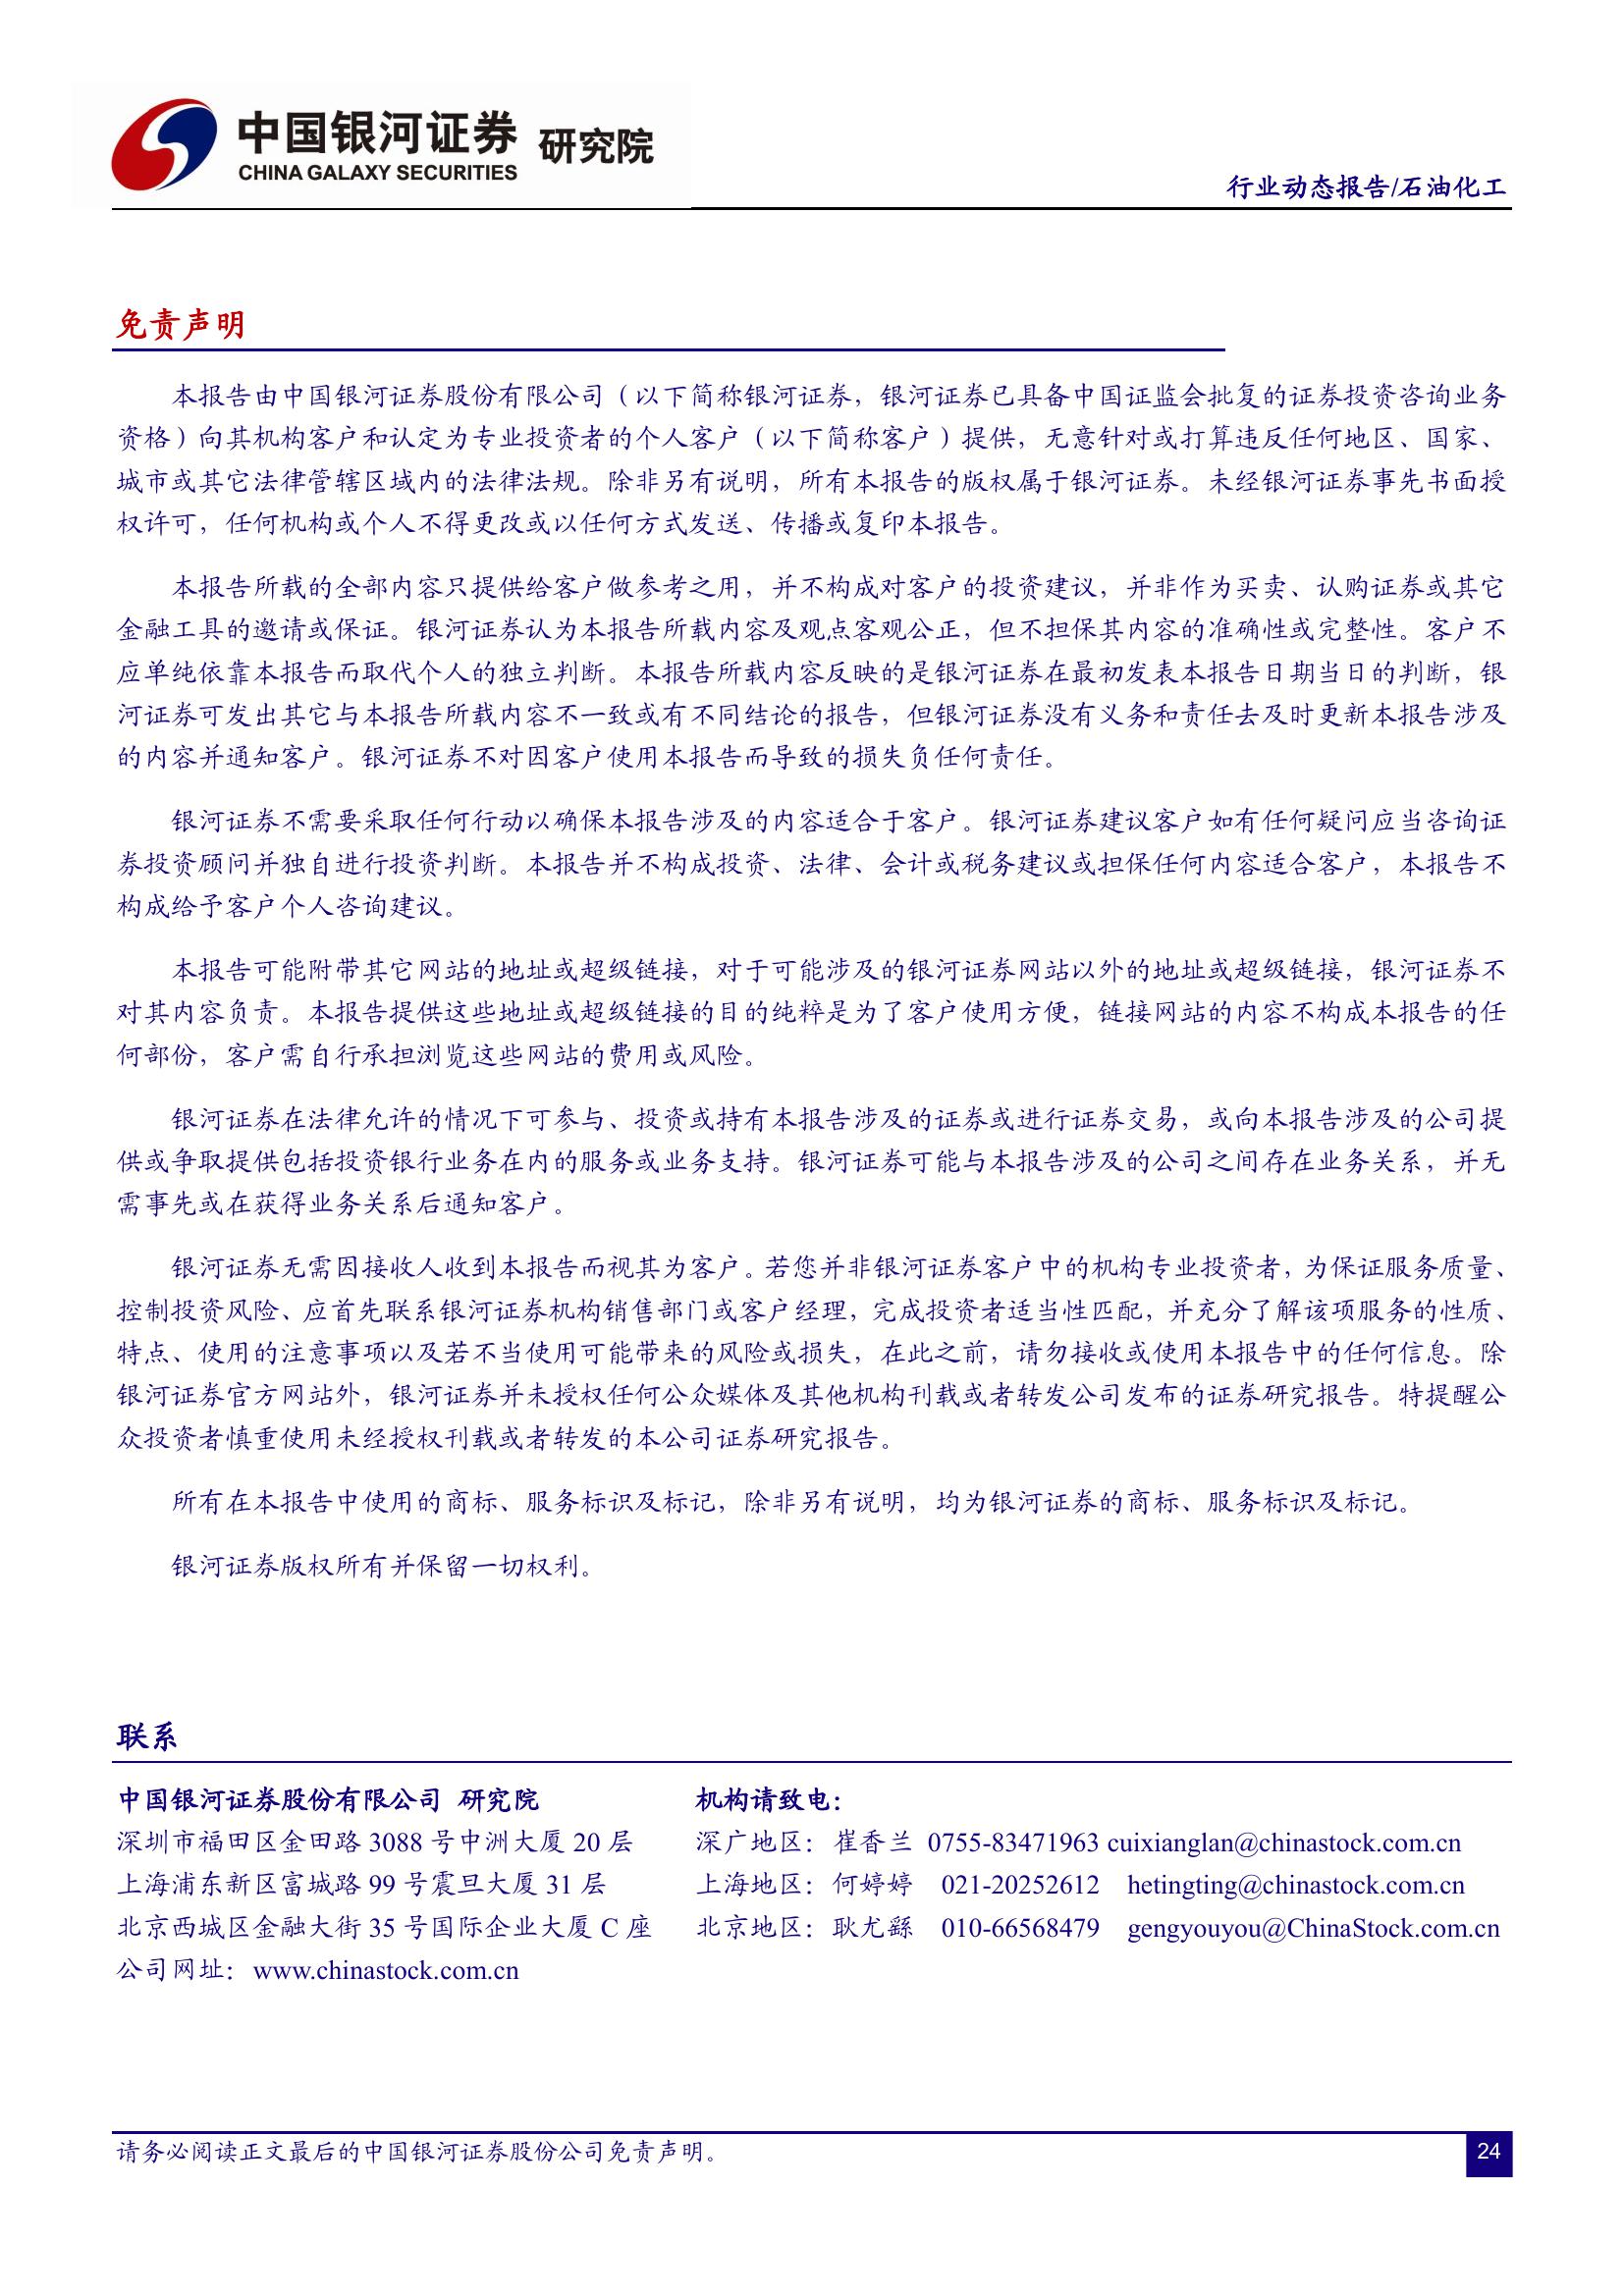 中国银河证券 研究院
CHINA GALAXY SECURITIES
行业动态报告/石油化工
免责声明
本报告由中国银河证券股份有限公司（以下简称银河证券，银河证券已具备中国证监会批复的证券投资咨询业务
资格）向其机构客户和认定为专业投资者的个人客户（以下简称客户）提供，无意针对或打算违反任何地区、国家、
城市或其它法律管辖区域内的法律法规。除非另有说明，所有本报告的版权属于银河证券。未经银河证券事先书面授
权许可，任何机构或个人不得更改或以任何方式发送、传播或复印本报告。
本报告所载的全部内容只提供给客户做参考之用，并不构成对客户的投资建议，并非作为买卖、认购证券或其它
金融工具的邀请或保证。银河证券认为本报告所载内容及观点客观公正，但不担保其内容的准确性或完整性。客户不
应单纯依靠本报告而取代个人的独立判断。本报告所载内容反映的是银河证券在最初发表本报告日期当日的判断，银
河证券可发出其它与本报告所载内容不一致或有不同结论的报告，但银河证券没有义务和责任去及时更新本报告涉及
的内容并通知客户。银河证券不对因客户使用本报告而导致的损失负任何责任。
银河证券不需要采取任何行动以确保本报告涉及的内容适合于客户。银河证券建议客户如有任何疑问应当咨询证
券投资顾问并独自进行投资判断。本报告并不构成投资、法律、会计或税务建议或担保任何内容适合客户，本报告不
构成给予客户个人咨询建议。
本报告可能附带其它网站的地址或超级链接，对于可能涉及的银河证券网站以外的地址或超级链接，银河证券不
对其内容负责。本报告提供这些地址或超级链接的目的纯粹是为了客户使用方便，链接网站的内容不构成本报告的任
何部份，客户需自行承担浏览这些网站的费用或风险。
银河证券在法律允许的情况下可参与、投资或持有本报告涉及的证券或进行证券交易，或向本报告涉及的公司提
供或争取提供包括投资银行业务在内的服务或业务支持。银河证券可能与本报告涉及的公司之间存在业务关系，并无
需事先或在获得业务关系后通知客户。
银河证券无需因接收人收到本报告而视其为客户。若您并非银河证券客户中的机构专业投资者，为保证服务质量、
控制投资风险、应首先联系银河证券机构销售部门或客户经理，完成投资者适当性匹配，并充分了解该项服务的性质、
特点、使用的注意事项以及若不当使用可能带来的风险或损失，在此之前，请勿接收或使用本报告中的任何信息。除
银河证券官方网站外，银河证券并未授权任何公众媒体及其他机构刊载或者转发公司发布的证券研究报告。特提醒公
众投资者慎重使用未经授权刊载或者转发的本公司证券研究报告。
所有在本报告中使用的商标、服务标识及标记，除非另有说明，均为银河证券的商标、服务标识及标记。
银河证券版权所有并保留一切权利。
联系
中国银河证券股份有限公司 研究院
深圳市福田区金田路 3088 号中洲大厦 20 层
上海浦东新区富城路 99 号震旦大厦 31 层
北京西城区金融大街 35 号国际企业大厦 C 座
公司网址：www.chinastock.com.cn
机构请致电：
深广地区：崔香兰 0755-83471963 cuixianglan@chinastock.com.cn
上海地区：何婷婷 021-20252612 hetingting@chinastock.com.cn
北京地区：耿尤繇 010-66568479 gengyouyou@ChinaStock.com.cn
请务必阅读正文最后的中国银河证券股份公司免责声明。
24